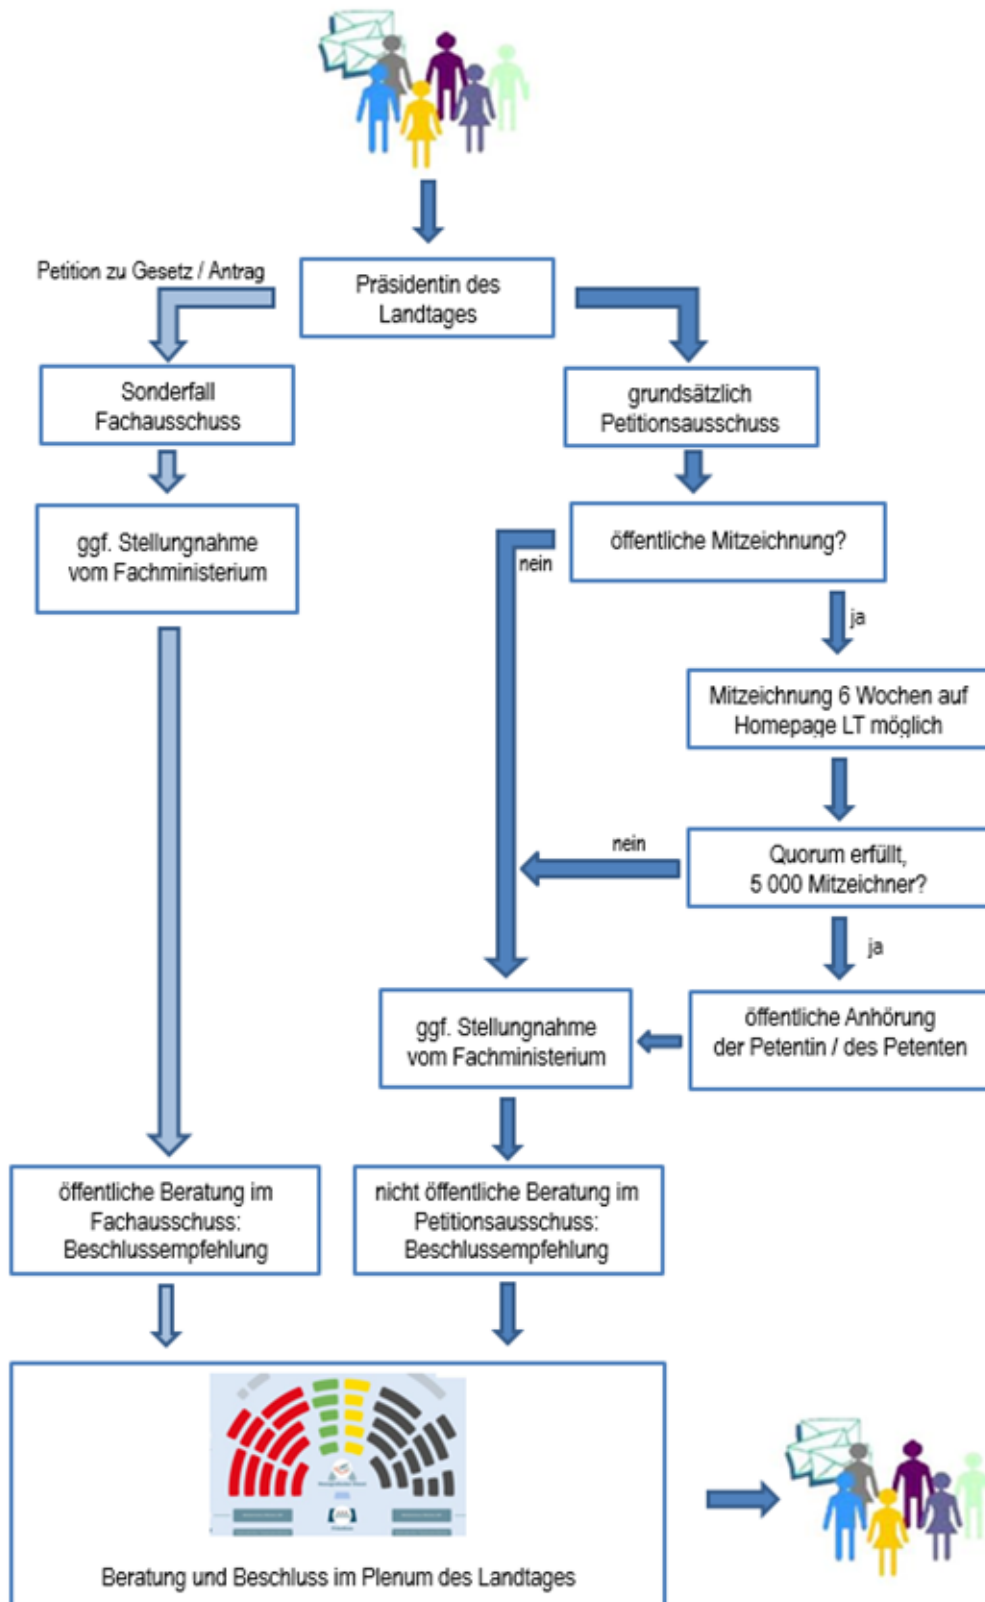 Petition zu Gesetz / Antrag
Präsidentin des
Landtages
Sonderfall
Fachausschuss
grundsätzlich
Petitionsausschuss
ggf. Stellungnahme
vom Fachministerium
öffentliche Mitzeichnung?
nein
ja
Mitzeichnung 6 Wochen auf
Homepage LT möglich
nein
Quorum erfüllt,
5 000 Mitzeichner?
ja
ggf. Stellungnahme
vom Fachministerium
öffentliche Anhörung
der Petentin / des Petenten
öffentliche Beratung im
Fachausschuss:
Beschlussempfehlung
nicht öffentliche Beratung im
Petitionsausschuss:
Beschlussempfehlung
Beratung und Beschluss im Plenum des Landtages